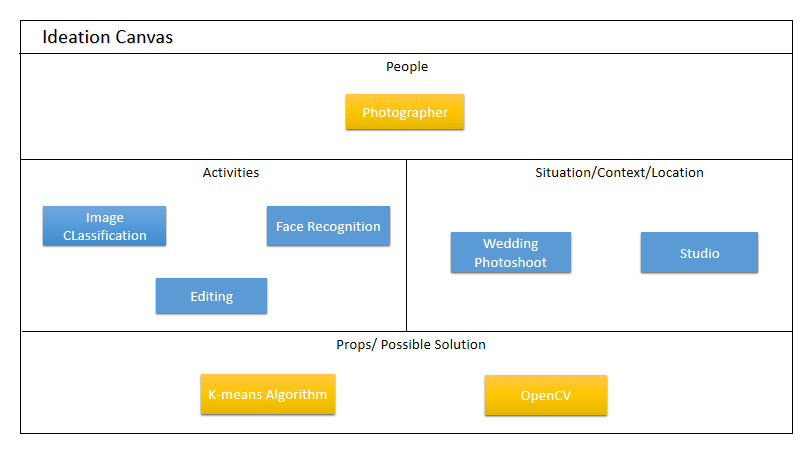 Ideation Canvas
People
Photographer
Activities
Situation/Context/Location
Image
CLassification
Face Recognition
Editing
Wedding
Photoshoot
Studio
Props/ Possible Solution
K-means Algorithm
OpenCV